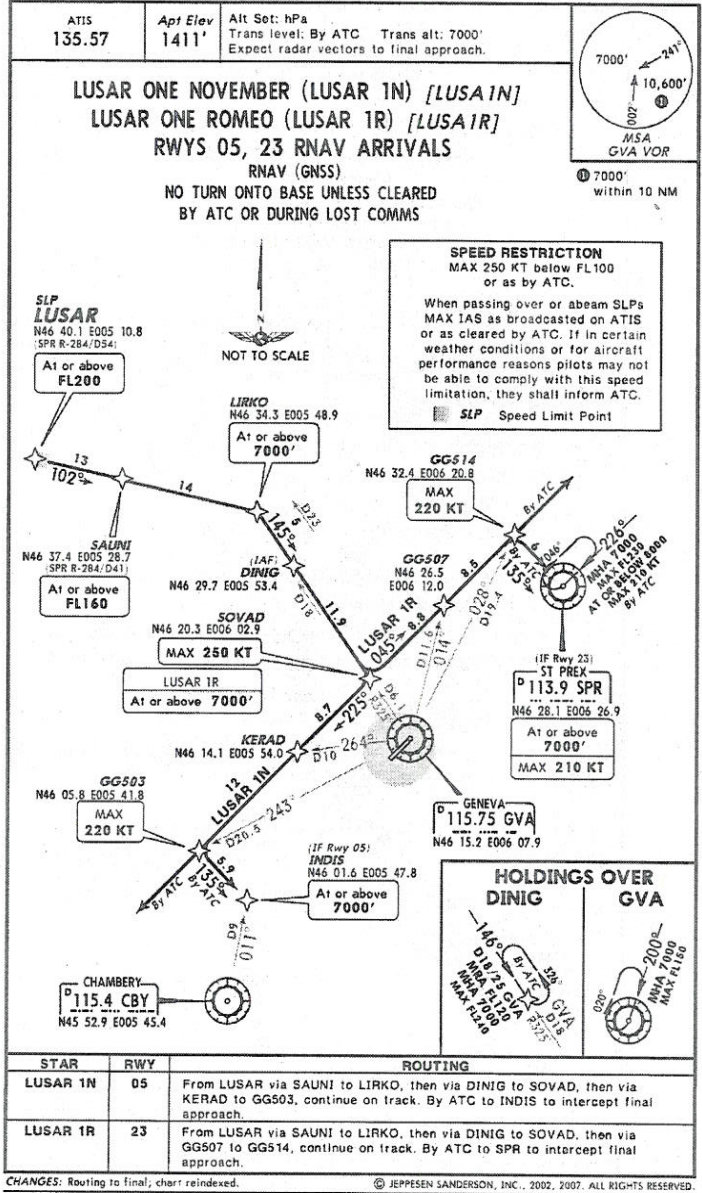 ATIS
135.57
Apt Elev
1411'
Alt Set: hPa
Trans level: By ATC Trans alt: 7000'
Expect radar vectors to final approach.
7000'
241°
10,600'
002°
MSA
GVA VOR
7000'
within 10 NM
LUSAR ONE NOVEMBER (LUSAR 1N) [LUSA1N]
LUSAR ONE ROMEO (LUSAR 1R) [LUSA1R]
RWYS 05, 23 RNAV ARRIVALS
RNAV (GNSS)
NO TURN ONTO BASE UNLESS CLEARED
BY ATC OR DURING LOST COMMS
SPEED RESTRICTION
MAX 250 KT below FL100
or as by ATC.
When passing over or abeam SLPs
MAX IAS as broadcasted on ATIS
or as cleared by ATC. If in certain
weather conditions or for aircraft
performance reasons pilots may not
be able to comply with this speed
limitation, they shall inform ATC.
SLP Speed Limit Point
N
NOT TO SCALE
SLP
LUSAR
N46 40.1 E005 10.8
(SPR R-284/D54)
At or above
FL200
13
102°
14
SAUNI
N46 37.4 E005 28.7
(SPR R-284/D41)
At or above
FL160
LIRKO
N46 34.3 E005 48.9
At or above
7000'
145°
5
D23
(IAF)
DINIG
N46 29.7 E005 53.4
D18
11.9
SOVAD
N46 20.3 E006 02.9
MAX 250 KT
LUSAR 1R
At or above 7000'
GG514
N46 32.4 E006 20.8
MAX
220 KT
By ATC
6
By ATC
135°
046°
226°
MHA 7000
MAX FL230
AT OR BELOW 8000
MAX 210 KT
By ATC
GG507
N46 26.5
E006 12.0
8.5
LUSAR 1R
045°
8.8
D11.6
014°
028°
D19.4
(IF Rwy 23)
ST PREX
D 113.9 SPR
N46 28.1 E006 26.9
At or above
7000'
MAX 210 KT
D6.1
R325°
225°
8.7
KERAD
N46 14.1 E005 54.0
D10
264°
12
LUSAR 1N
GENEVA
D 115.75 GVA
N46 15.2 E006 07.9
GG503
N46 05.8 E005 41.8
MAX
220 KT
D20.5
243°
5.9
135°
By ATC
By ATC
(IF Rwy 05)
INDIS
N46 01.6 E005 47.8
At or above
7000'
D9
011°
CHAMBERY
D 115.4 CBY
N45 52.9 E005 45.4
HOLDINGS OVER
DINIG GVA
146°
By ATC
326°
D18/25 GVA
MBA FL120
MHA 7000
MAX FL240
GVA
D18
R325°
020°
200°
MHA 7000
MAX FL150
STAR RWY ROUTING
LUSAR 1N 05 From LUSAR via SAUNI to LIRKO, then via DINIG to SOVAD, then via
KERAD to GG503, continue on track. By ATC to INDIS to intercept final
approach.
LUSAR 1R 23 From LUSAR via SAUNI to LIRKO, then via DINIG to SOVAD, then via
GG507 to GG514, continue on track. By ATC to SPR to intercept final
approach.
CHANGES: Routing to final; chart reindexed.
© JEPPESEN SANDERSON, INC., 2002, 2007. ALL RIGHTS RESERVED.